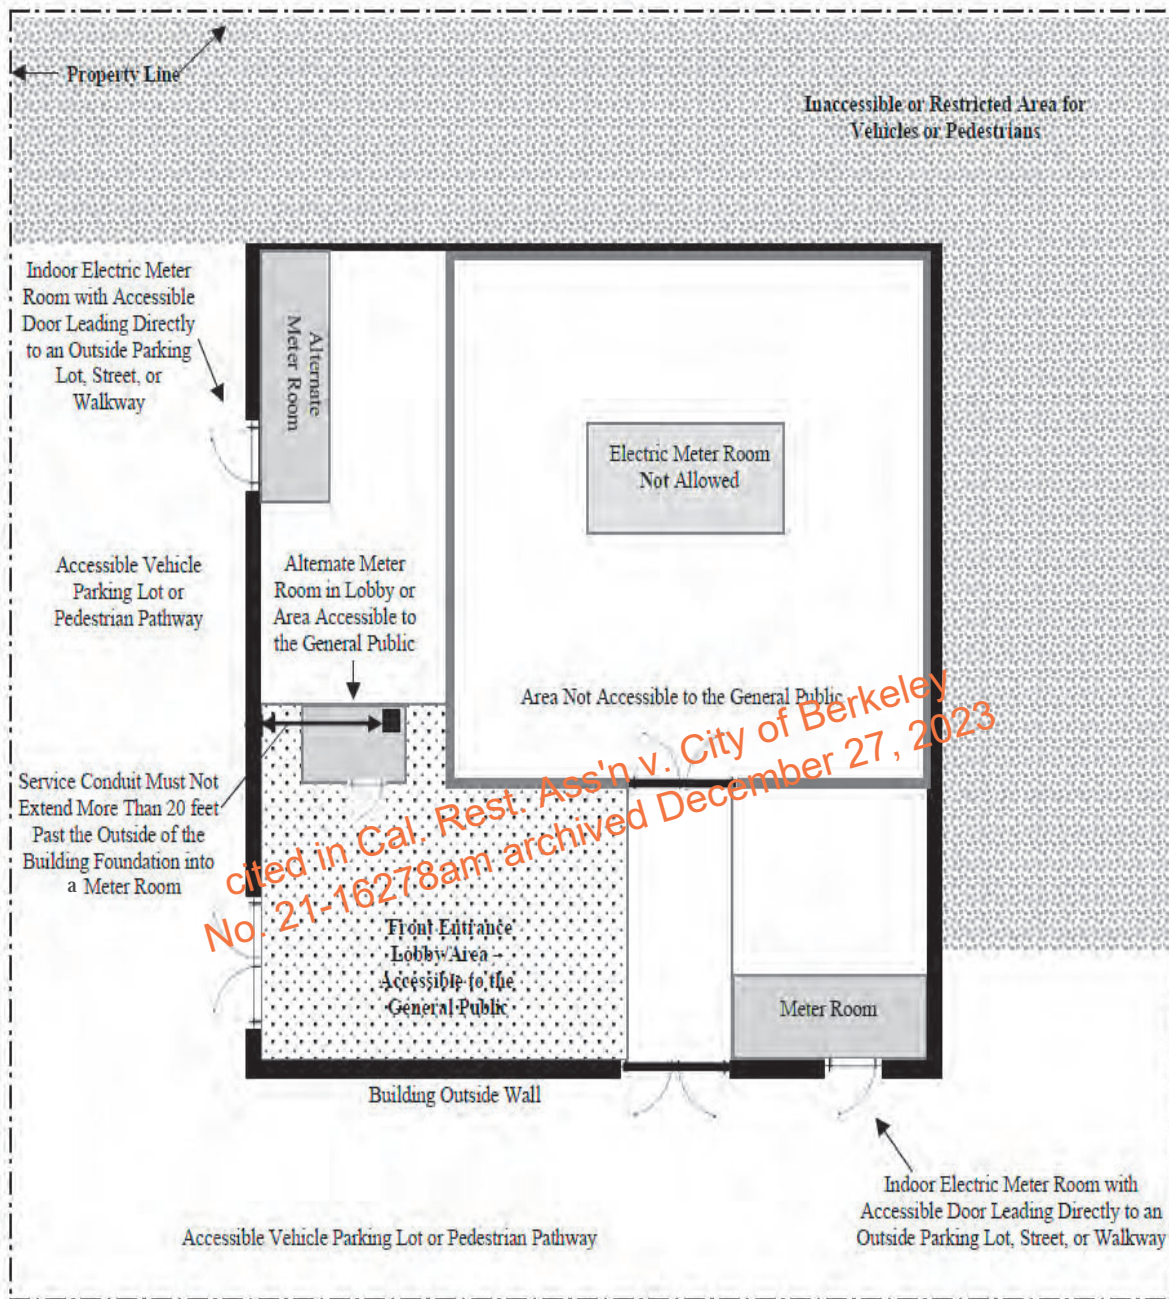 Property Line
Inaccessible or Restricted Area for
Vehicles or Pedestrians
Indoor Electric Meter
Room with Accessible
Door Leading Directly
to an Outside Parking
Lot, Street, or
Walkway
Alternate
Meter Room
Electric Meter Room
Not Allowed
Accessible Vehicle
Parking Lot or
Pedestrian Pathway
Alternate Meter
Room in Lobby or
Area Accessible to
the General Public
Area Not Accessible to the General Public
Service Conduit Must Not
Extend More Than 20 feet
Past the Outside of the
Building Foundation into
a Meter Room
cited in Cal. Rest. Ass'n v. City of Berkeley
No. 21-16278am archived December 27, 2023
Front Entrance
Lobby/Area –
Accessible to the
General Public
Meter Room
Building Outside Wall
Indoor Electric Meter Room with
Accessible Door Leading Directly to an
Outside Parking Lot, Street, or Walkway
Accessible Vehicle Parking Lot or Pedestrian Pathway